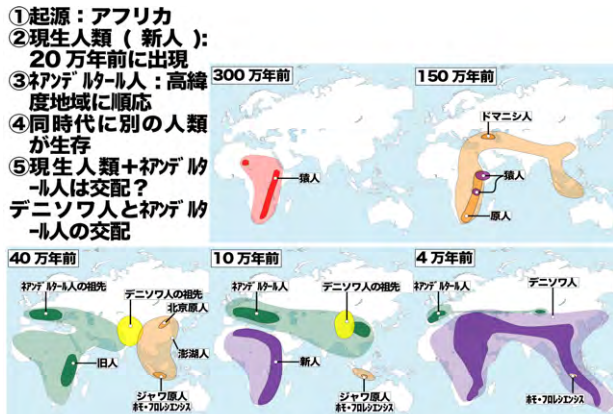 ①起源：アフリカ
②現生人類(新人):
20万年前に出現
③ネアンデルタール人：高緯
度地域に順応
④同時代に別の人類
が生存
⑤現生人類+ネアンデルタ
ール人は交配?
デニソワ人とネアンデルタ
ール人の交配
300万年前
猿人
150万年前
ドマニシ人
猿人
原人
40万年前
ネアンデルタール人の祖先
デニソワ人の祖先
北京原人
澎湖人
旧人
ジャワ原人
ホモ・フロレシエンシス
10万年前
ネアンデルタール人
デニソワ人の祖先
新人
ジャワ原人
ホモ・フロレシエンシス
4万年前
ネアンデルタール人
デニソワ人
ホモ・フロレシエンシス